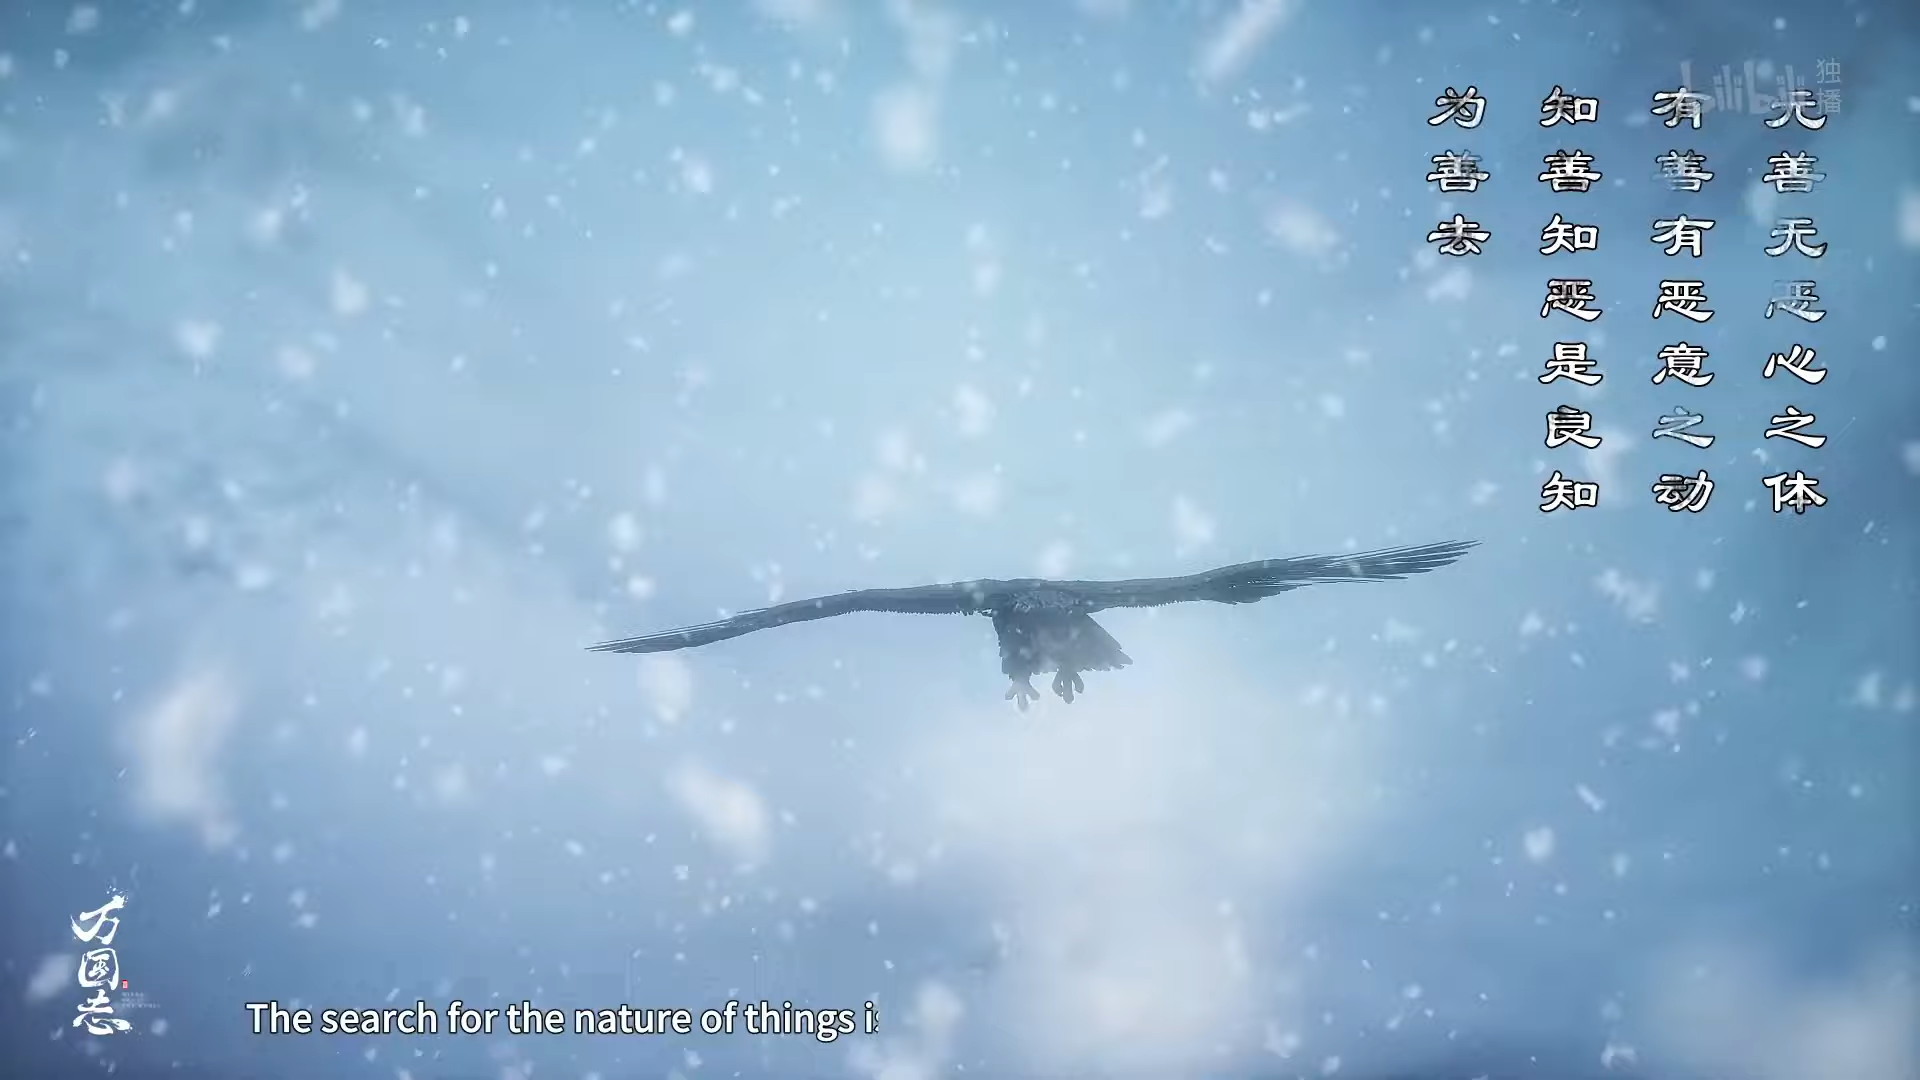 无善无恶心之体
有善有恶意之动
知善知恶是良知
为善去
bilibili 独播
万国志
The search for the nature of things is